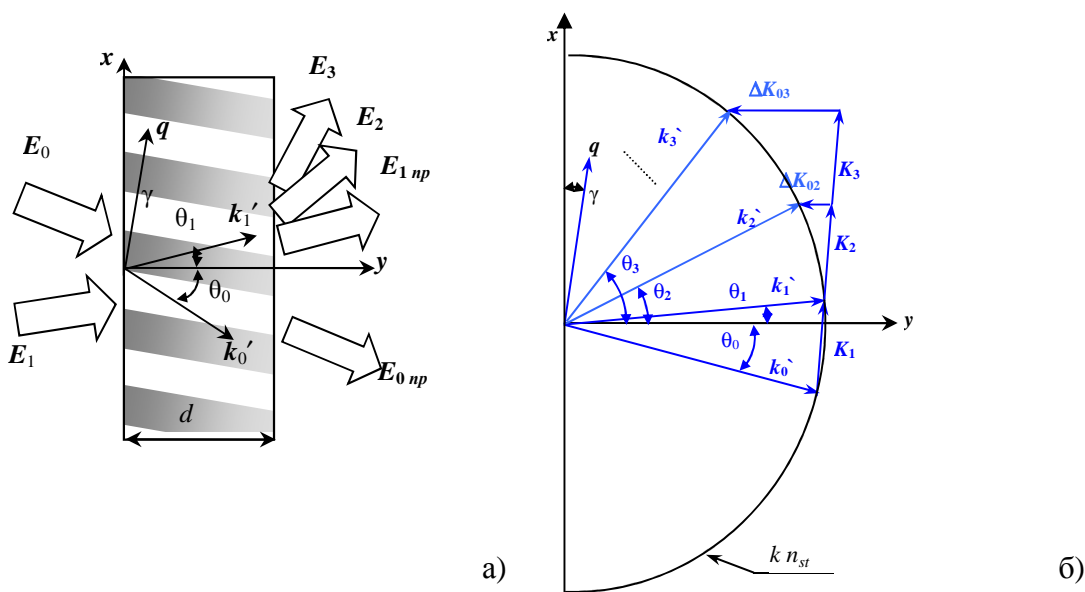 x
E₃
E₂
E₁ пр
E₀
q
γ
θ₁
k₁′
y
θ₀
k₀′
E₁
E₀ пр
d
а)
x
ΔK₀₃
k₃`
q
γ
K₃
ΔK₀₂
k₂`
K₂
θ₃
θ₂
θ₁
k₁`
y
θ₀
k₀`
K₁
k nₛₜ
б)